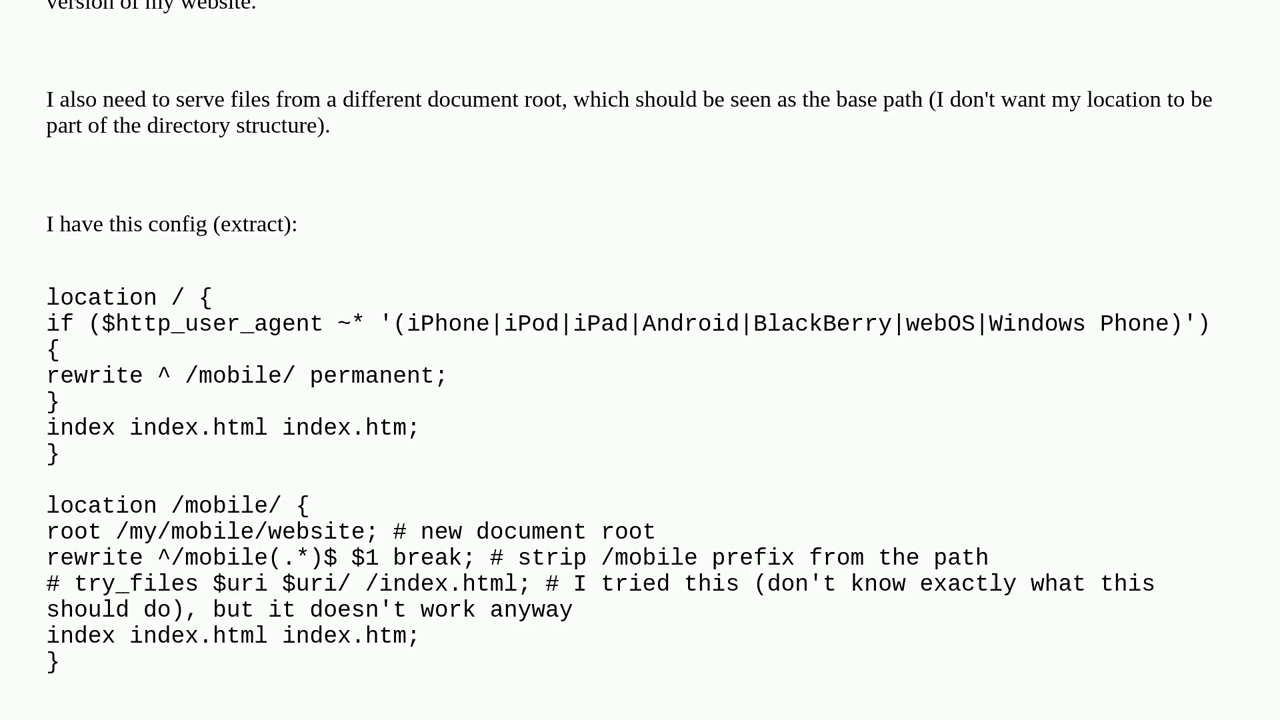 version of my website.
I also need to serve files from a different document root, which should be seen as the base path (I don't want my location to be
part of the directory structure).
I have this config (extract):
location / {
if ($http_user_agent ~* '(iPhone|iPod|iPad|Android|BlackBerry|webOS|Windows Phone)')
{
rewrite ^ /mobile/ permanent;
}
index index.html index.htm;
}
location /mobile/ {
root /my/mobile/website; # new document root
rewrite ^/mobile(.*)$ $1 break; # strip /mobile prefix from the path
# try_files $uri $uri/ /index.html; # I tried this (don't know exactly what this
should do), but it doesn't work anyway
index index.html index.htm;
}